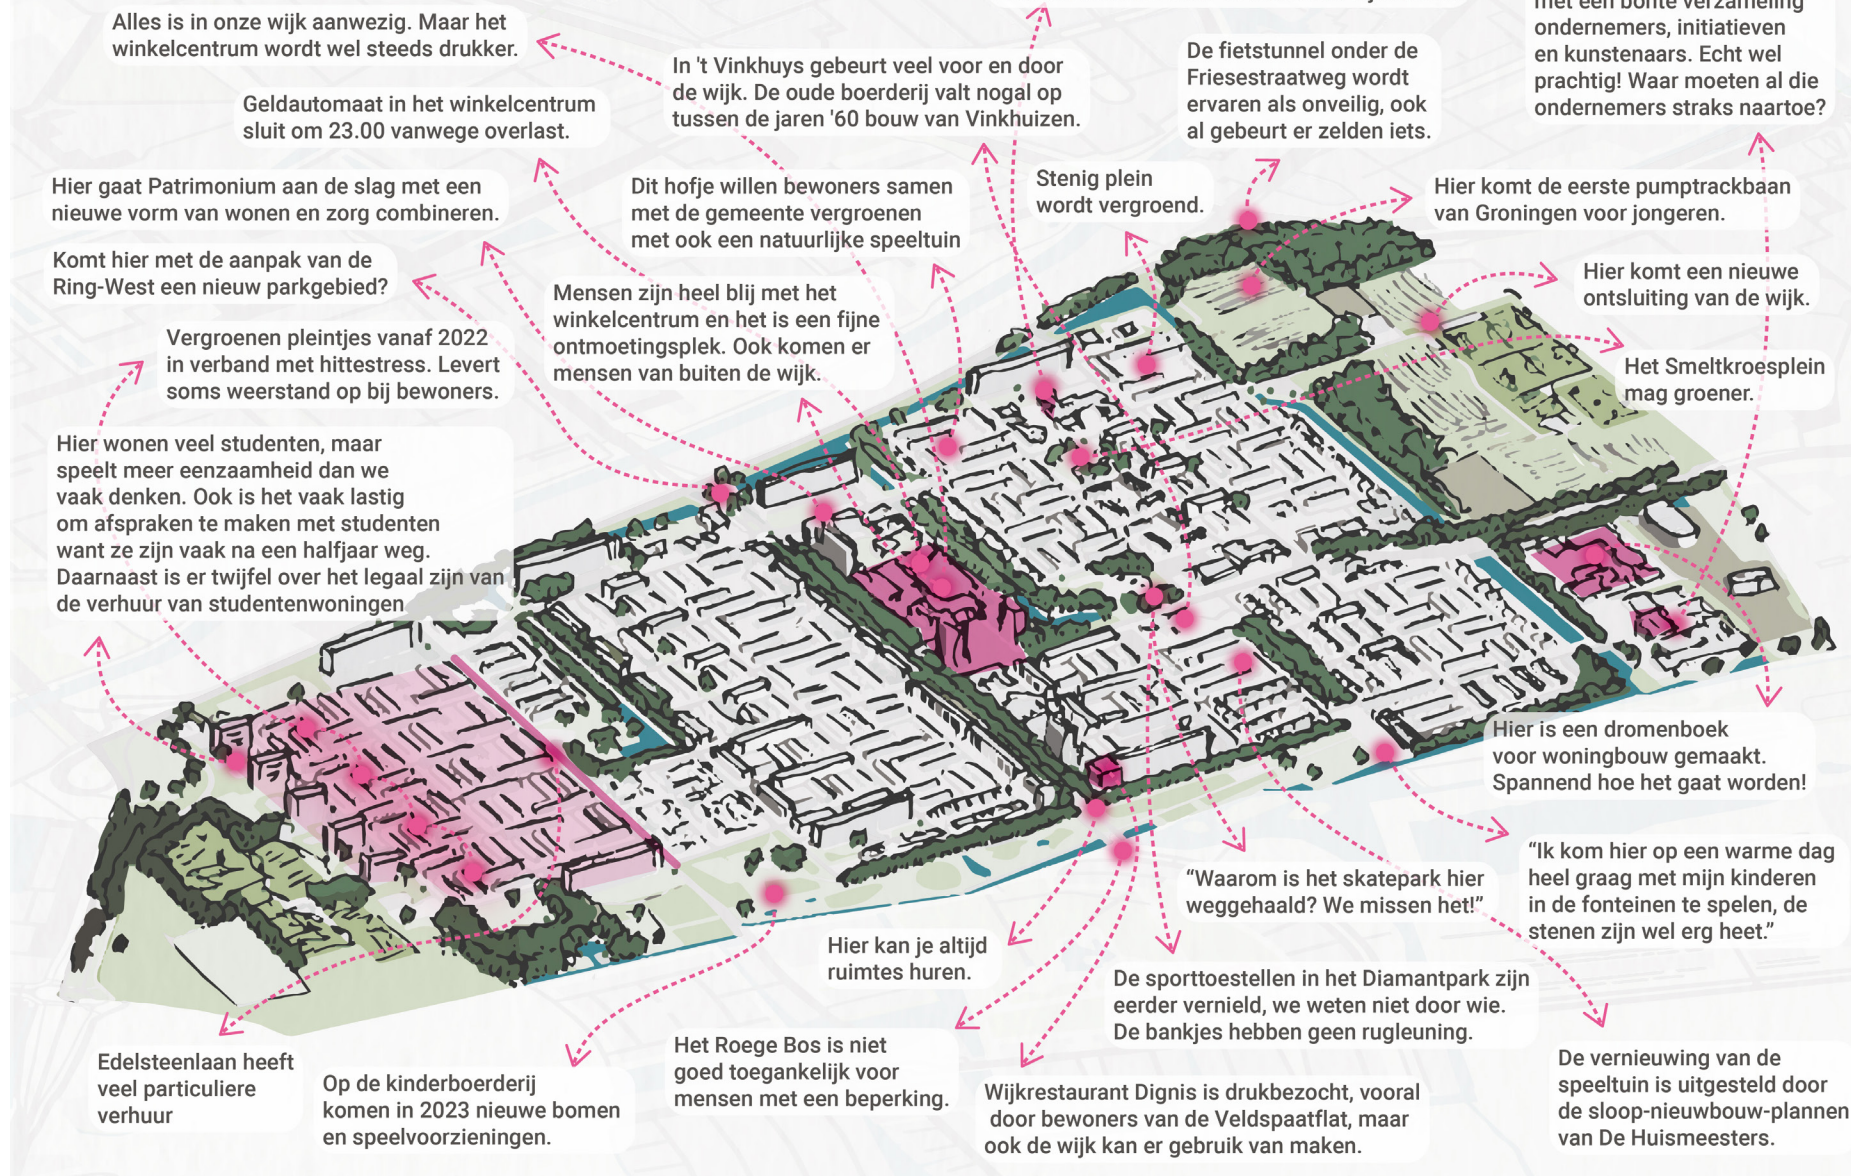 Alles is in onze wijk aanwezig. Maar het
winkelcentrum wordt wel steeds drukker.
met een bonte verzameling
ondernemers, initiatieven
en kunstenaars. Echt wel
prachtig! Waar moeten al die
ondernemers straks naartoe?
De fietstunnel onder de
Friesestraatweg wordt
ervaren als onveilig, ook
al gebeurt er zelden iets.
In 't Vinkhuys gebeurt veel voor en door
de wijk. De oude boerderij valt nogal op
tussen de jaren '60 bouw van Vinkhuizen.
Geldautomaat in het winkelcentrum
sluit om 23.00 vanwege overlast.
Hier gaat Patrimonium aan de slag met een
nieuwe vorm van wonen en zorg combineren.
Dit hofje willen bewoners samen
met de gemeente vergroenen
met ook een natuurlijke speeltuin
Stenig plein
wordt vergroend.
Hier komt de eerste pumptrackbaan
van Groningen voor jongeren.
Komt hier met de aanpak van de
Ring-West een nieuw parkgebied?
Hier komt een nieuwe
ontsluiting van de wijk.
Mensen zijn heel blij met het
winkelcentrum en het is een fijne
ontmoetingsplek. Ook komen er
mensen van buiten de wijk.
Vergroenen pleintjes vanaf 2022
in verband met hittestress. Levert
soms weerstand op bij bewoners.
Het Smeltkroesplein
mag groener.
Hier wonen veel studenten, maar
speelt meer eenzaamheid dan we
vaak denken. Ook is het vaak lastig
om afspraken te maken met studenten
want ze zijn vaak na een halfjaar weg.
Daarnaast is er twijfel over het legaal zijn van
de verhuur van studentenwoningen
Hier is een dromenboek
voor woningbouw gemaakt.
Spannend hoe het gaat worden!
“Ik kom hier op een warme dag
heel graag met mijn kinderen
in de fonteinen te spelen, de
stenen zijn wel erg heet.”
“Waarom is het skatepark hier
weggehaald? We missen het!”
Hier kan je altijd
ruimtes huren.
De sporttoestellen in het Diamantpark zijn
eerder vernield, we weten niet door wie.
De bankjes hebben geen rugleuning.
Edelsteenlaan heeft
veel particuliere
verhuur
Op de kinderboerderij
komen in 2023 nieuwe bomen
en speelvoorzieningen.
Het Roege Bos is niet
goed toegankelijk voor
mensen met een beperking.
Wijkrestaurant Dignis is drukbezocht, vooral
door bewoners van de Veldspaatflat, maar
ook de wijk kan er gebruik van maken.
De vernieuwing van de
speeltuin is uitgesteld door
de sloop-nieuwbouw-plannen
van De Huismeesters.